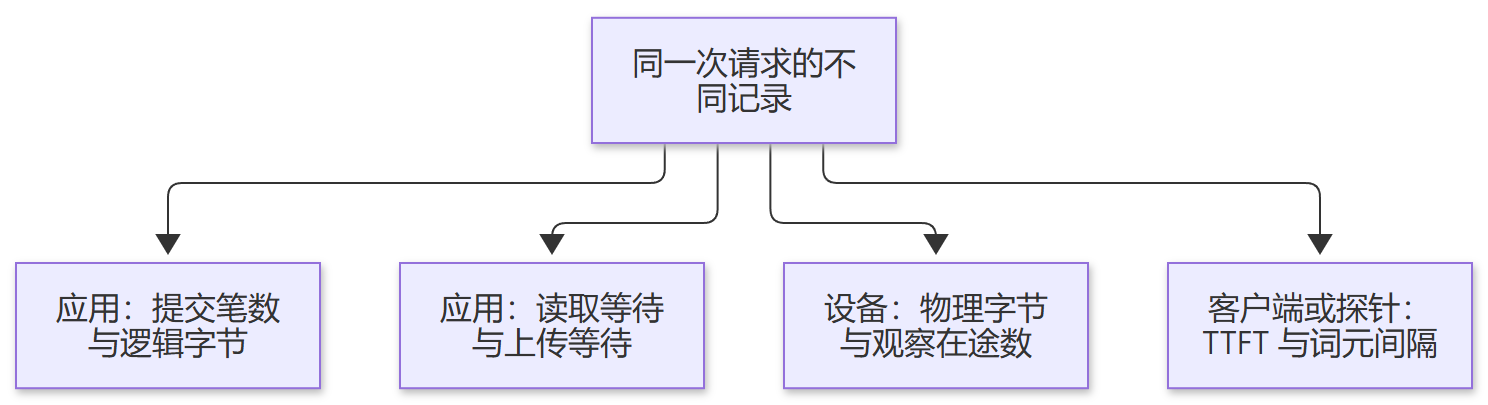 同一次请求的不
同记录
应用：提交笔数
与逻辑字节
应用：读取等待
与上传等待
设备：物理字节
与观察在途数
客户端或探针：
TTFT 与词元间隔